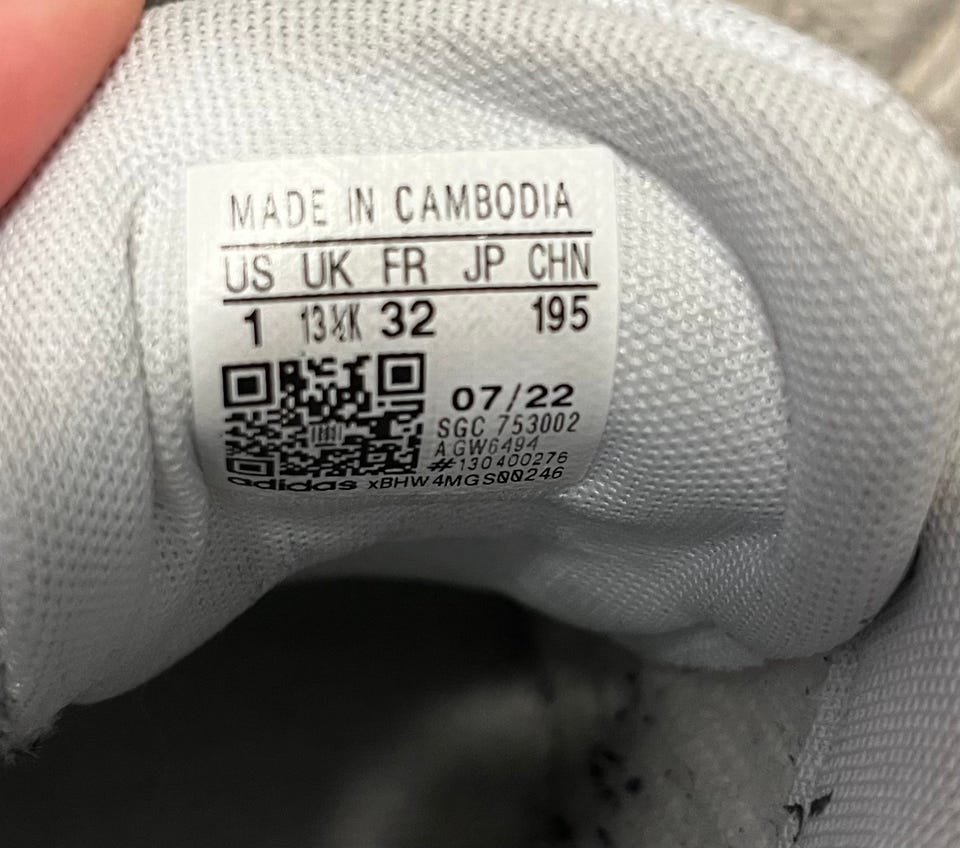 MADE IN CAMBODIA
US UK FR JP CHN
1 13½K 32 195
07/22
SGC 753002
AGW6494
#130400276
adidas xBHW4MGS00246